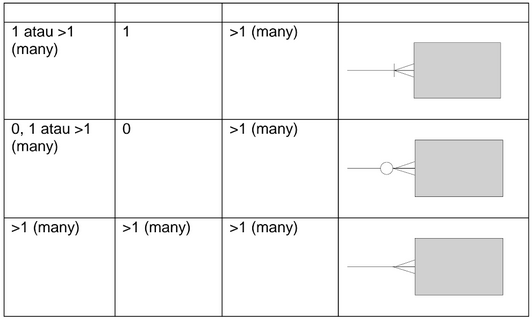 1 atau >1 1 >1 (many)
(many)
0, 1 atau >1 0 >1 (many)
(many)
>1 (many) >1 (many) >1 (many)